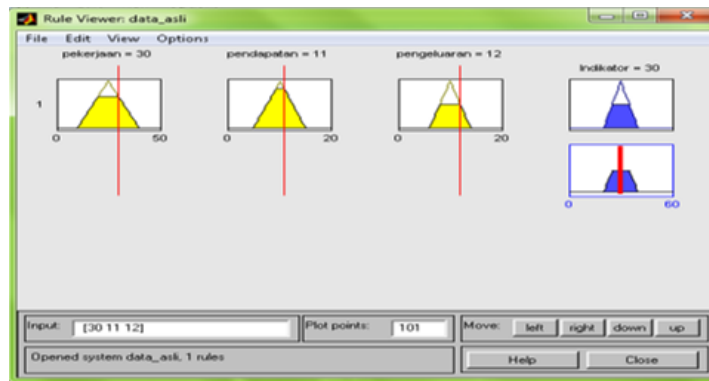 Rule Viewer: data_asli
File Edit View Options
pekerjaan = 30 pendapatan = 11 pengeluaran = 12
Indikator = 30
1
0 50 0 20 0 20
0 60
Input: [30 11 12] Plot points: 101 Move: left right down up
Opened system data_asli, 1 rules Help Close